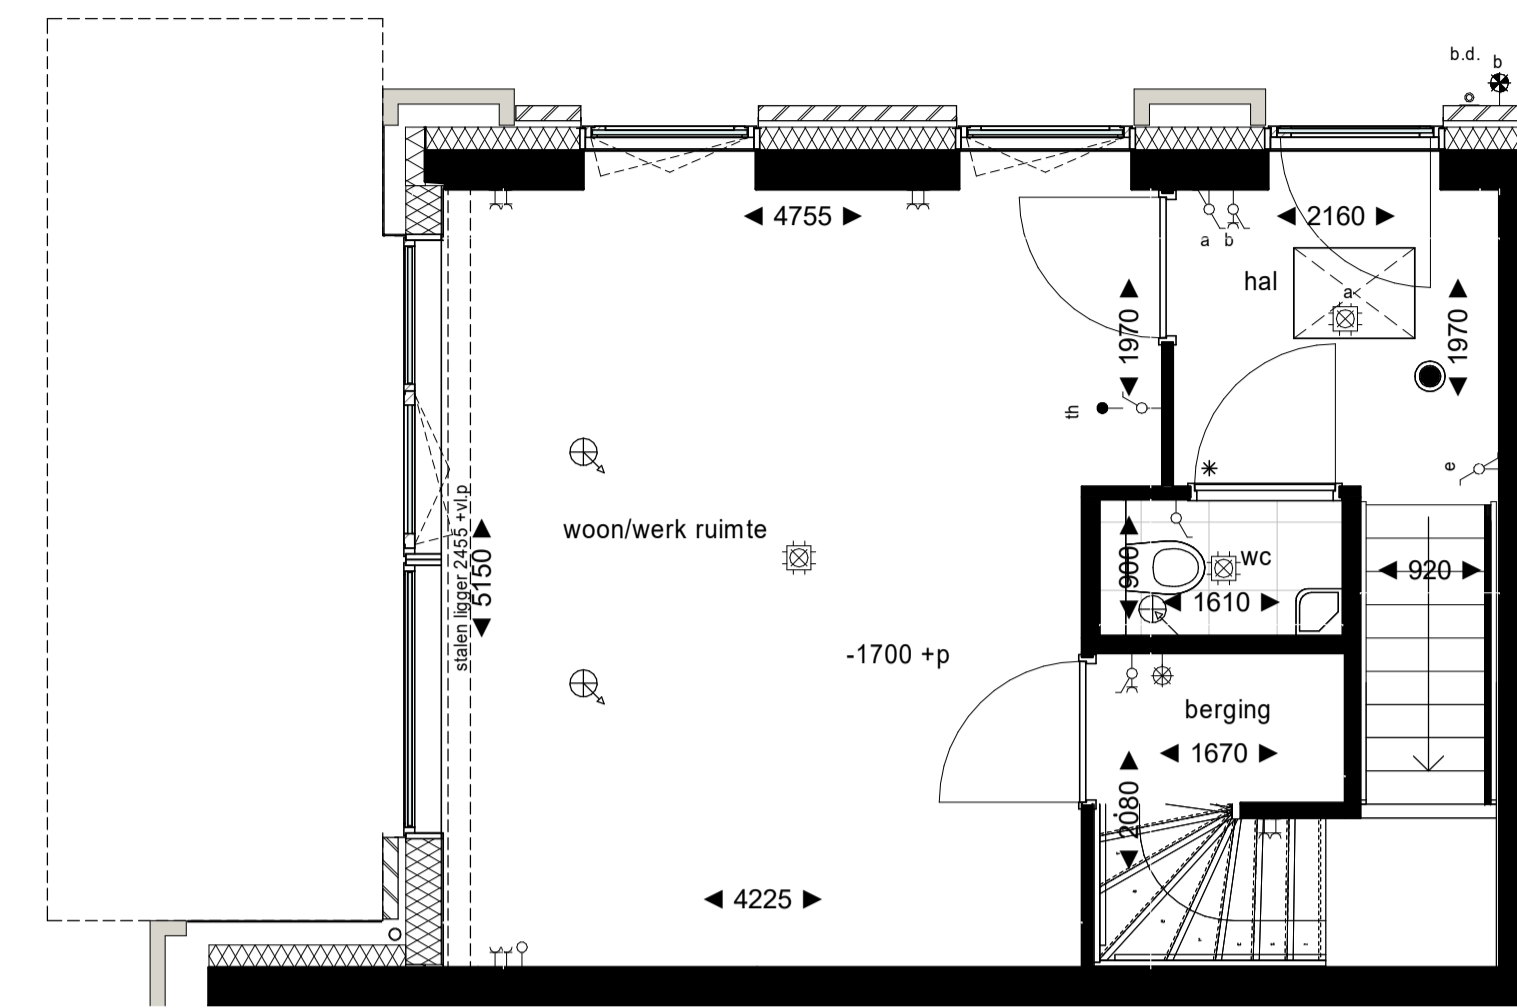 b.d.
b
4755
2160
a b
hal
a
1970
1970
th
e
woon/werk ruimte
stalen ligger 2455 +vl.p
5150
900
wc
1610
920
-1700 +p
berging
1670
2080
4225